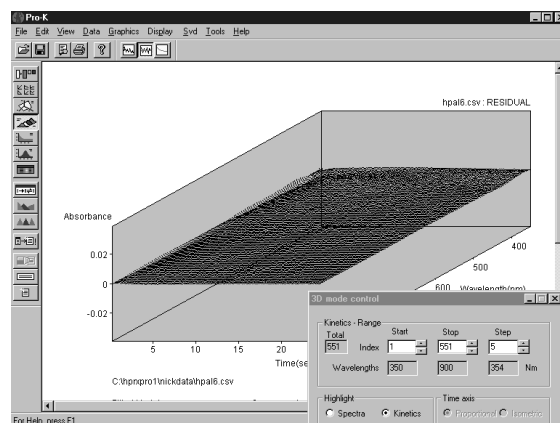 Pro-K
File Edit View Data Graphics Display Svd Tools Help
hpal6.csv : RESIDUAL
Absorbance
0.02
0
-0.02
5 10 15 20
Time(se
400
500
600 Wavelength(nm)
C:\hprxpro1\nickdata\hpal6.csv
3D mode control
Kinetics - Range
Total Start Stop Step
551 Index 1 551 5
Wavelengths 350 900 354 Nm
Highlight Time axis
Spectra Kinetics Proportional Isometric
For Help, press F1